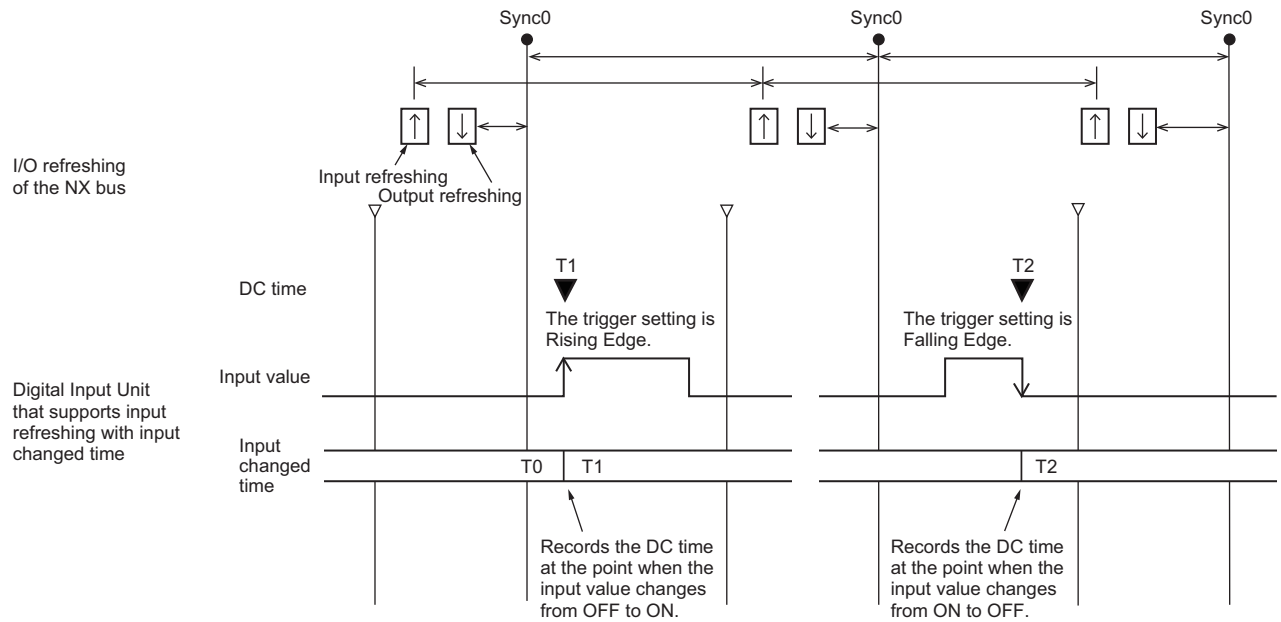 Sync0
Sync0
Sync0
I/O refreshing
of the NX bus
Input refreshing
Output refreshing
DC time
T1
T2
The trigger setting is
Rising Edge.
The trigger setting is
Falling Edge.
Digital Input Unit
that supports input
refreshing with input
changed time
Input value
Input
changed
time
T0
T1
T2
Records the DC time
at the point when the
input value changes
from OFF to ON.
Records the DC time
at the point when the
input value changes
from ON to OFF.